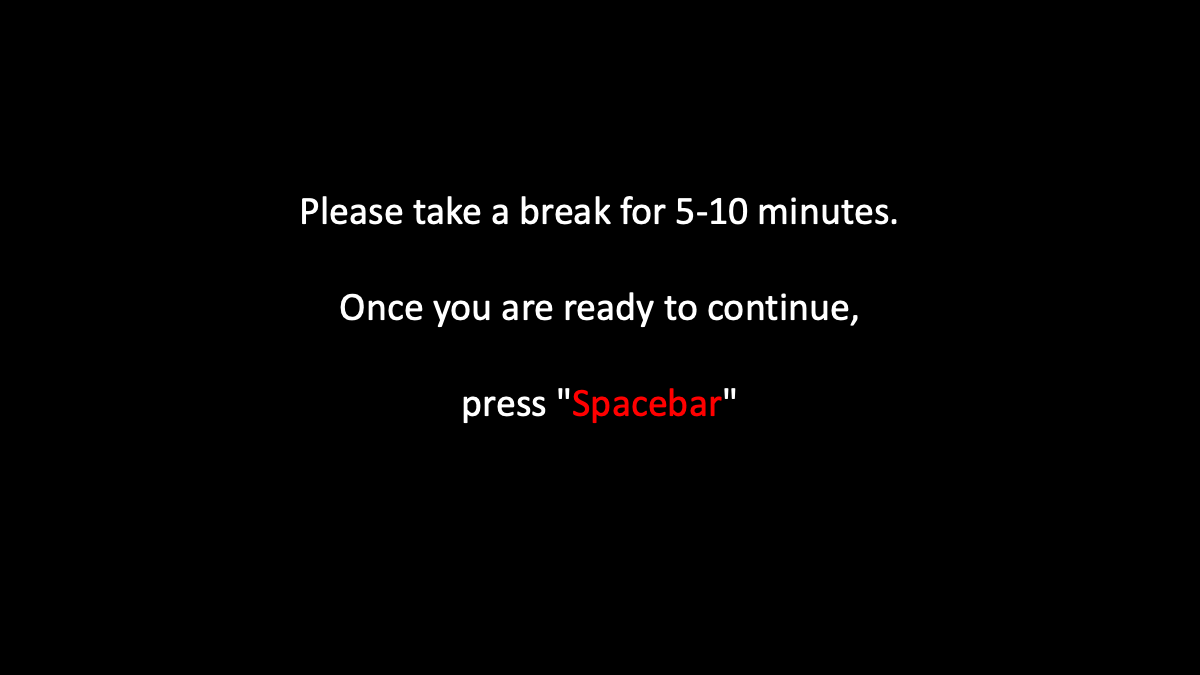 Please take a break for 5-10 minutes.
Once you are ready to continue,
press "Spacebar"